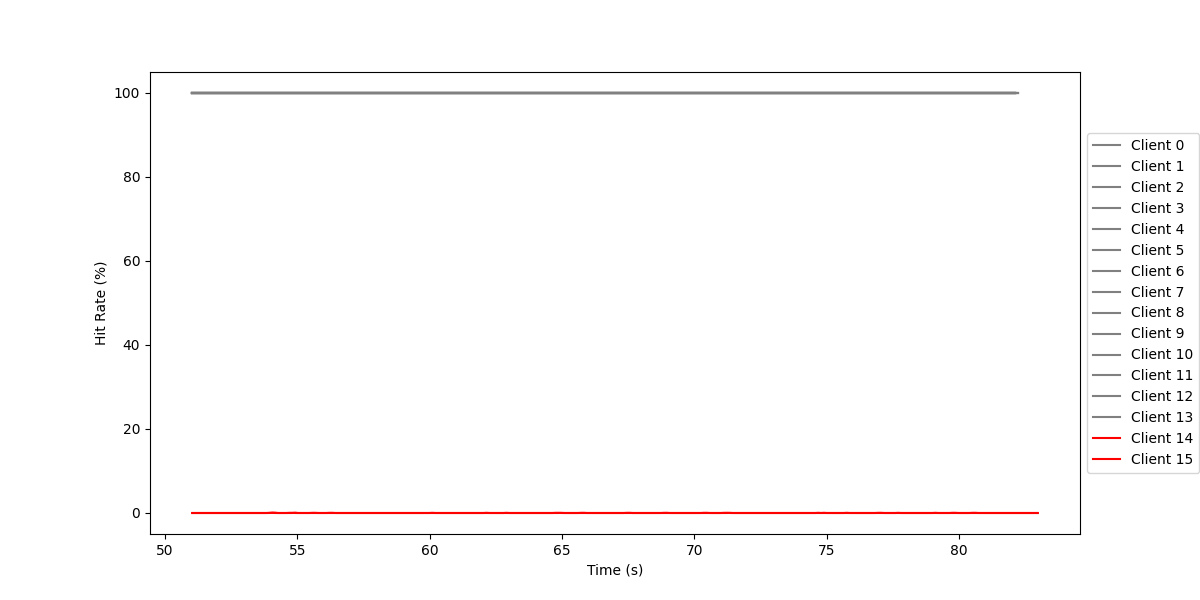 100
80
60
40
20
0
Hit Rate (%)
50
55
60
65
70
75
80
Time (s)
Client 0
Client 1
Client 2
Client 3
Client 4
Client 5
Client 6
Client 7
Client 8
Client 9
Client 10
Client 11
Client 12
Client 13
Client 14
Client 15